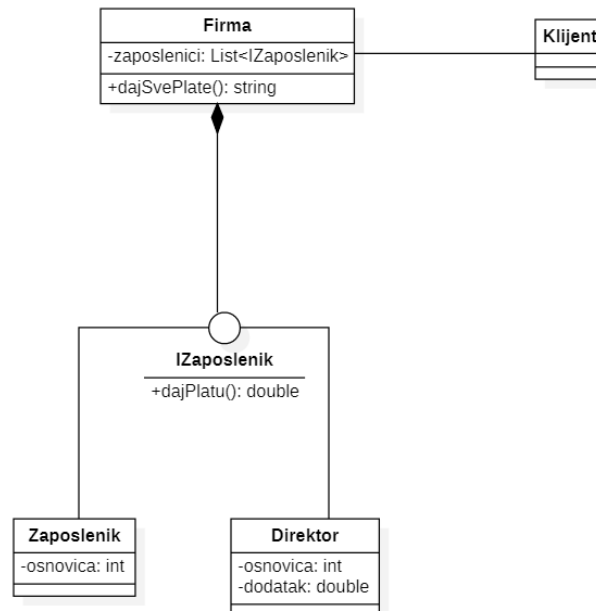 Firma
-zaposlenici: List<IZaposlenik>
+dajSvePlate(): string
Klijent
IZaposlenik
+dajPlatu(): double
Zaposlenik
-osnovica: int
Direktor
-osnovica: int
-dodatak: double